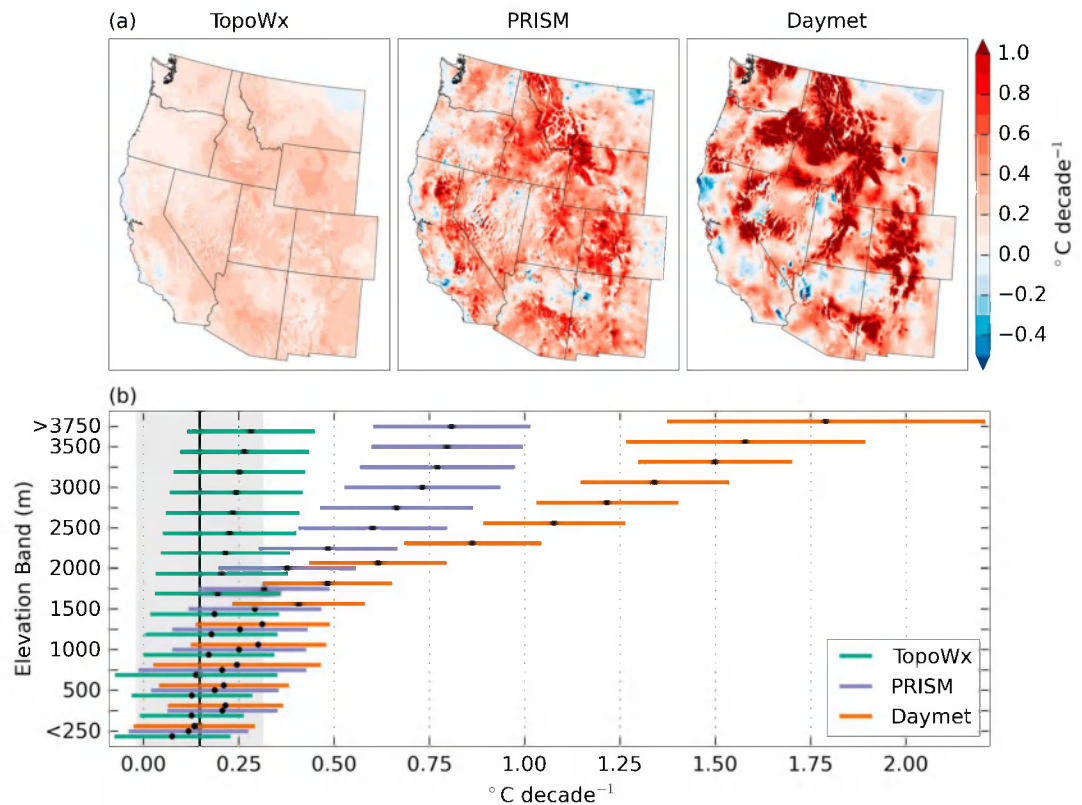 (a)
TopoWx
PRISM
Daymet
1.0
0.8
0.6
0.4
0.2
0.0
−0.2
−0.4
°C decade⁻¹
(b)
> 3750
3500
3000
2500
2000
1500
1000
500
<250
Elevation Band (m)
TopoWx
PRISM
Daymet
0.00 0.25 0.50 0.75 1.00 1.25 1.50 1.75 2.00
°C decade⁻¹